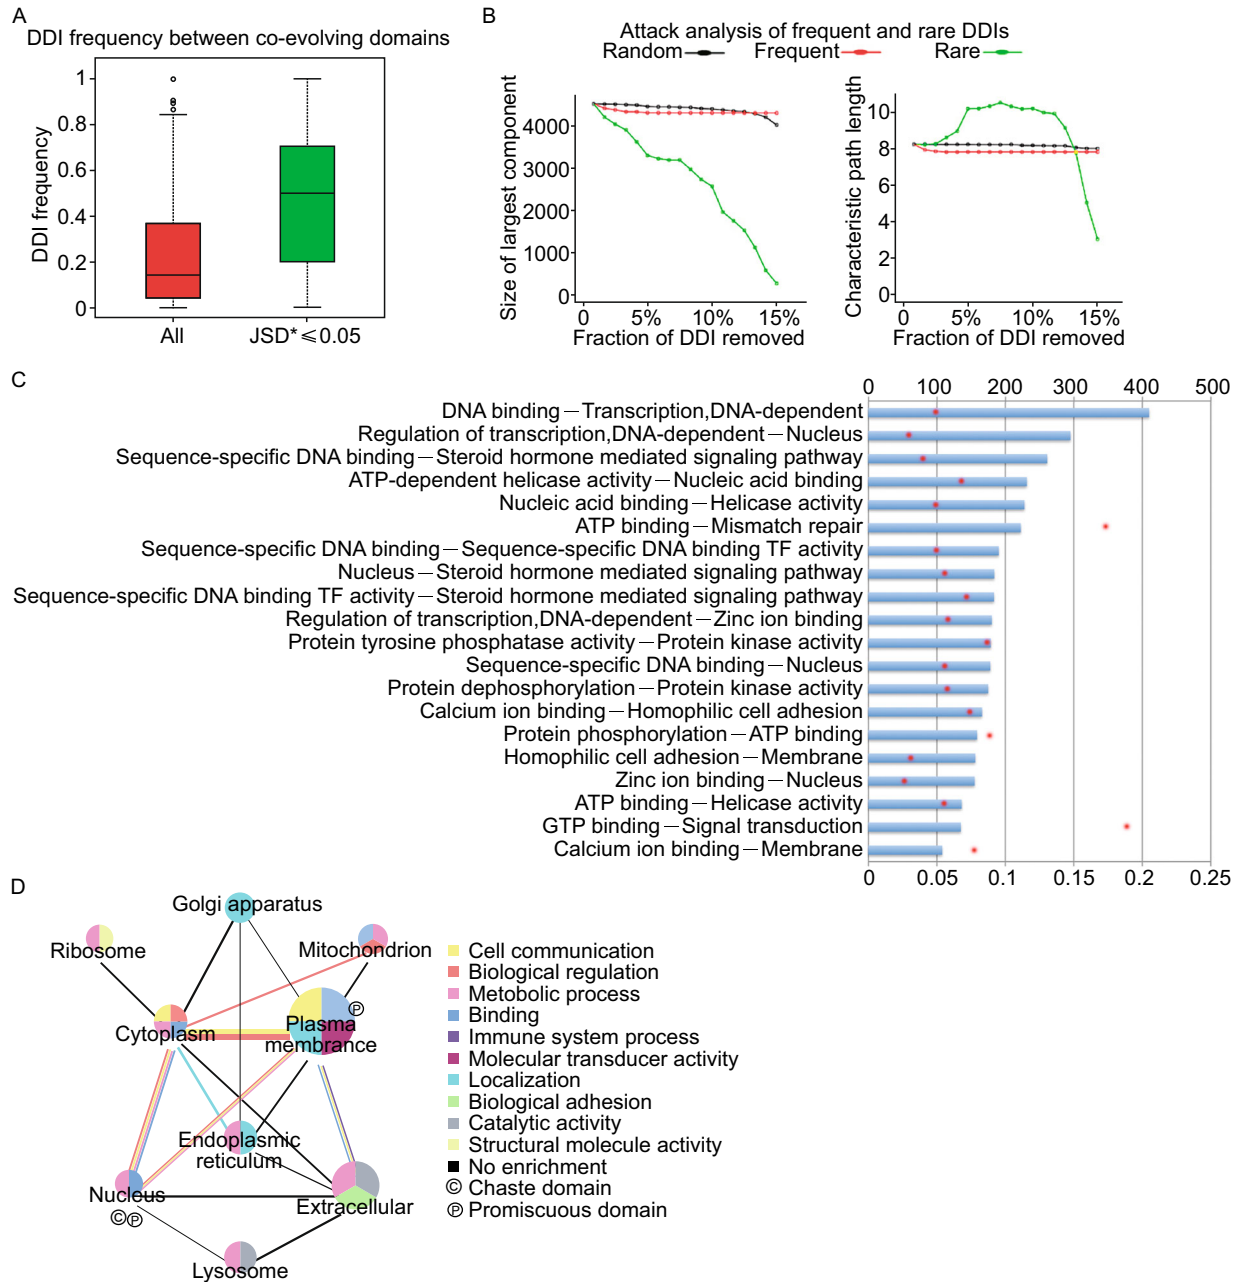 A
DDI frequency between co-evolving domains
DDI frequency
1
0.8
0.6
0.4
0.2
0
All
JSD*⩽0.05
B
Attack analysis of frequent and rare DDIs
Random
Frequent
Rare
Size of largest component
4000
3000
2000
1000
0
0
5%
10%
15%
Fraction of DDI removed
Characteristic path length
10
8
6
4
2
0
0
5%
10%
15%
Fraction of DDI removed
C
0
100
200
300
400
500
DNA binding—Transcription,DNA-dependent
Regulation of transcription,DNA-dependent—Nucleus
Sequence-specific DNA binding—Steroid hormone mediated signaling pathway
ATP-dependent helicase activity—Nucleic acid binding
Nucleic acid binding—Helicase activity
ATP binding—Mismatch repair
Sequence-specific DNA binding—Sequence-specific DNA binding TF activity
Nucleus—Steroid hormone mediated signaling pathway
Sequence-specific DNA binding TF activity—Steroid hormone mediated signaling pathway
Regulation of transcription,DNA-dependent—Zinc ion binding
Protein tyrosine phosphatase activity—Protein kinase activity
Sequence-specific DNA binding—Nucleus
Protein dephosphorylation—Protein kinase activity
Calcium ion binding—Homophilic cell adhesion
Protein phosphorylation—ATP binding
Homophilic cell adhesion—Membrane
Zinc ion binding—Nucleus
ATP binding—Helicase activity
GTP binding—Signal transduction
Calcium ion binding—Membrane
0
0.05
0.1
0.15
0.2
0.25
D
Golgi apparatus
Ribosome
Mitochondrion
Cytoplasm
Plasma
membrance
Ⓟ
Endoplasmic
reticulum
Nucleus
ⒸⓅ
Extracellular
Lysosome
Cell communication
Biological regulation
Metobolic process
Binding
Immune system process
Molecular transducer activity
Localization
Biological adhesion
Catalytic activity
Structural molecule activity
No enrichment
Ⓒ Chaste domain
Ⓟ Promiscuous domain